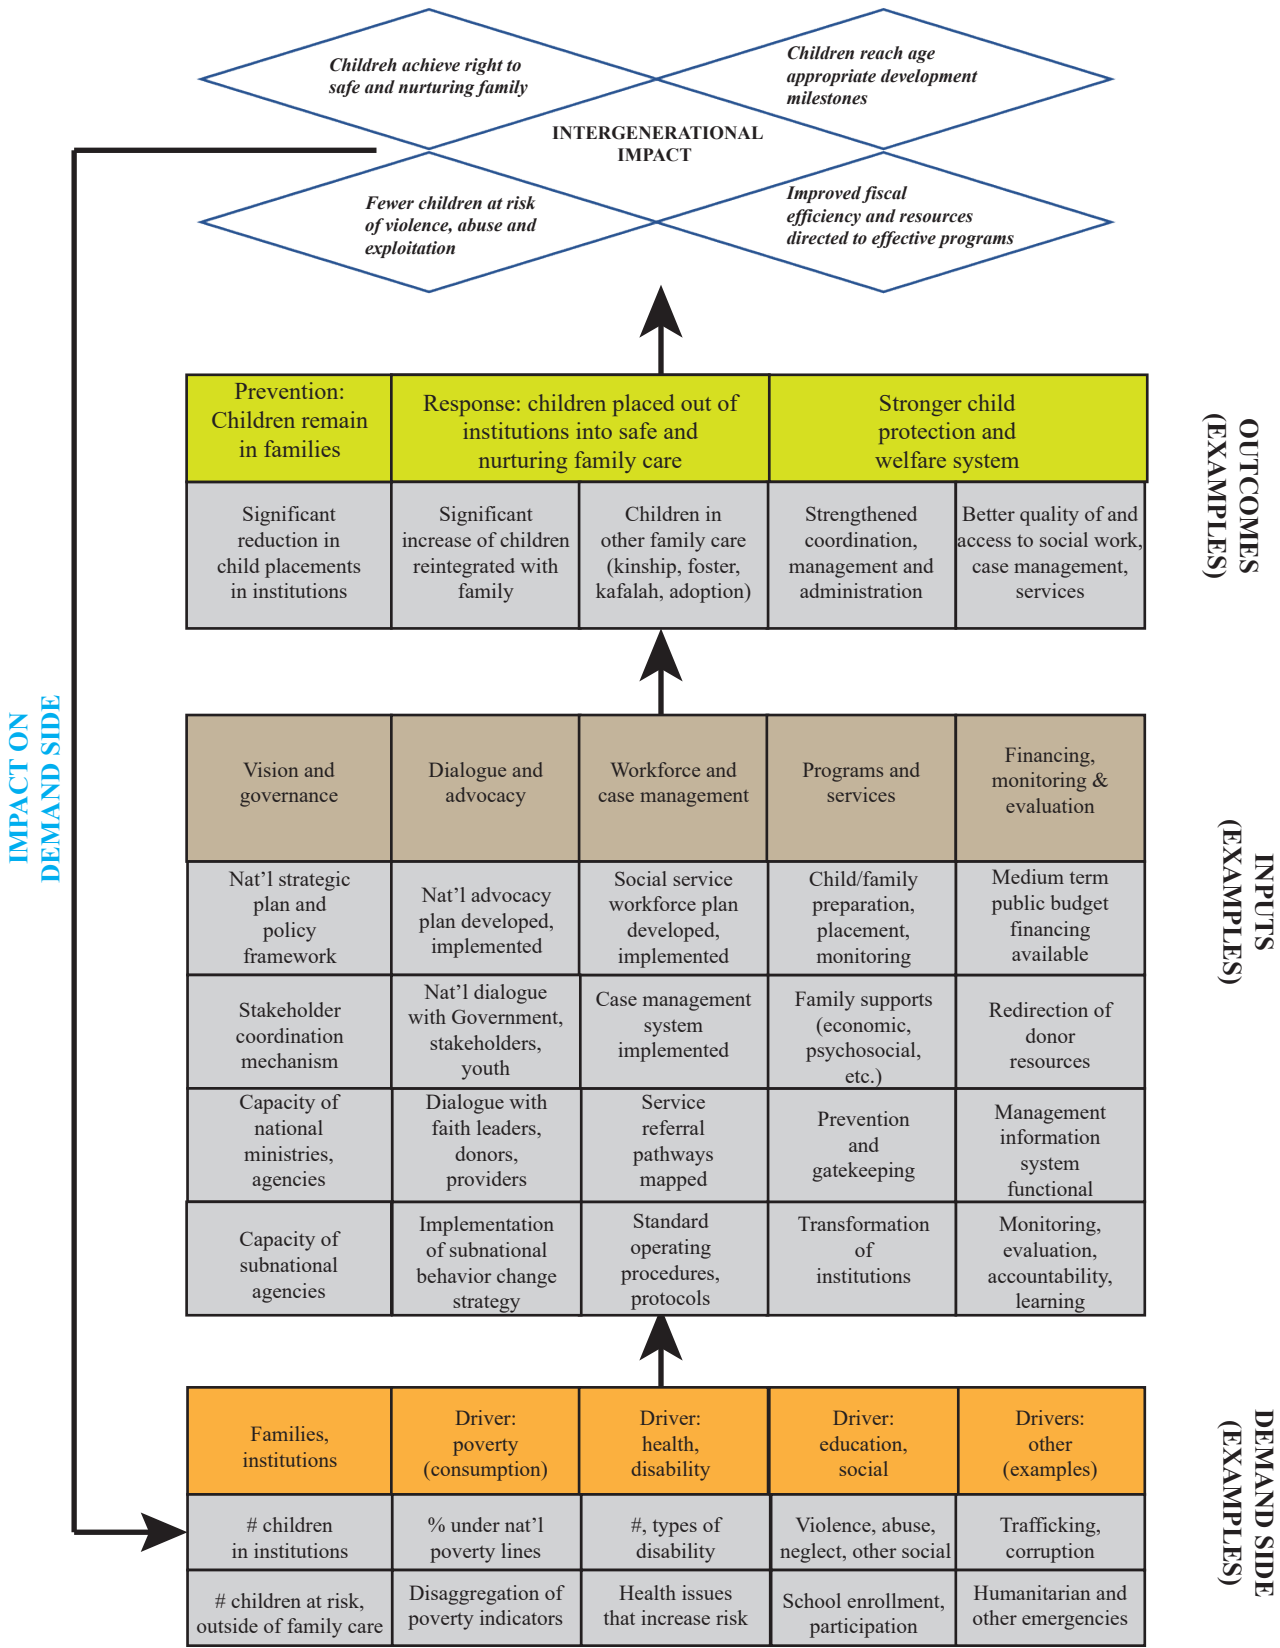 Childreh achieve right to
safe and nurturing family
Children reach age
appropriate development
milestones
INTERGENERATIONAL
IMPACT
Fewer children at risk
of violence, abuse and
exploitation
Improved fiscal
efficiency and resources
directed to effective programs
Prevention:
Children remain
in families
Response: children placed out of
institutions into safe and
nurturing family care
Stronger child
protection and
welfare system
Significant
reduction in
child placements
in institutions
Significant
increase of children
reintegrated with
family
Children in
other family care
(kinship, foster,
kafalah, adoption)
Strengthened
coordination,
management and
administration
Better quality of and
access to social work,
case management,
services
OUTCOMES
(EXAMPLES)
IMPACT ON
DEMAND SIDE
Vision and
governance
Dialogue and
advocacy
Workforce and
case management
Programs and
services
Financing,
monitoring &
evaluation
Nat'l strategic
plan and
policy
framework
Nat'l advocacy
plan developed,
implemented
Social service
workforce plan
developed,
implemented
Child/family
preparation,
placement,
monitoring
Medium term
public budget
financing
available
Stakeholder
coordination
mechanism
Nat'l dialogue
with Government,
stakeholders,
youth
Case management
system
implemented
Family supports
(economic,
psychosocial,
etc.)
Redirection of
donor
resources
Capacity of
national
ministries,
agencies
Dialogue with
faith leaders,
donors,
providers
Service
referral
pathways
mapped
Prevention
and
gatekeeping
Management
information
system
functional
Capacity of
subnational
agencies
Implementation
of subnational
behavior change
strategy
Standard
operating
procedures,
protocols
Transformation
of
institutions
Monitoring,
evaluation,
accountability,
learning
INPUTS
(EXAMPLES)
Families,
institutions
Driver:
poverty
(consumption)
Driver:
health,
disability
Driver:
education,
social
Drivers:
other
(examples)
# children
in institutions
% under nat'l
poverty lines
#, types of
disability
Violence, abuse,
neglect, other social
Trafficking,
corruption
# children at risk,
outside of family care
Disaggregation of
poverty indicators
Health issues
that increase risk
School enrollment,
participation
Humanitarian and
other emergencies
DEMAND SIDE
(EXAMPLES)